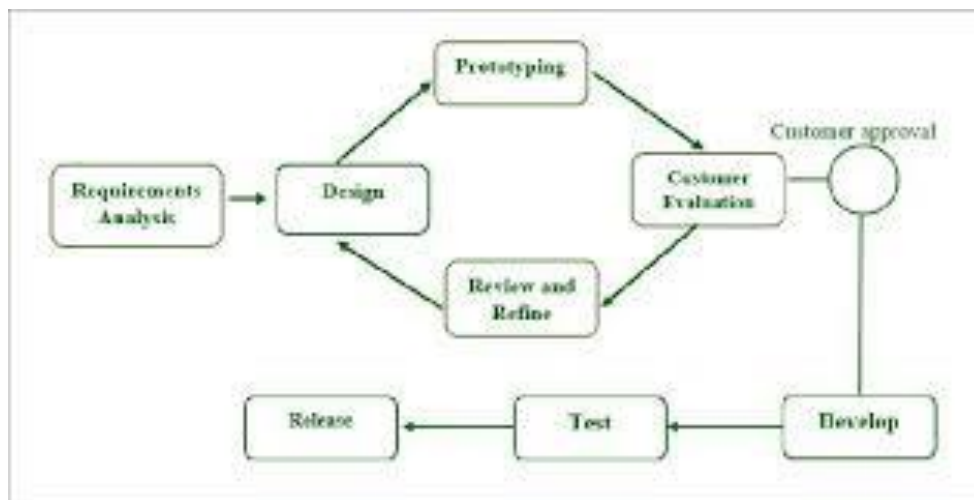 Prototyping
Customer approval
Requirements
Analysis
Design
Customer
Evaluation
Review and
Refine
Release
Test
Develop